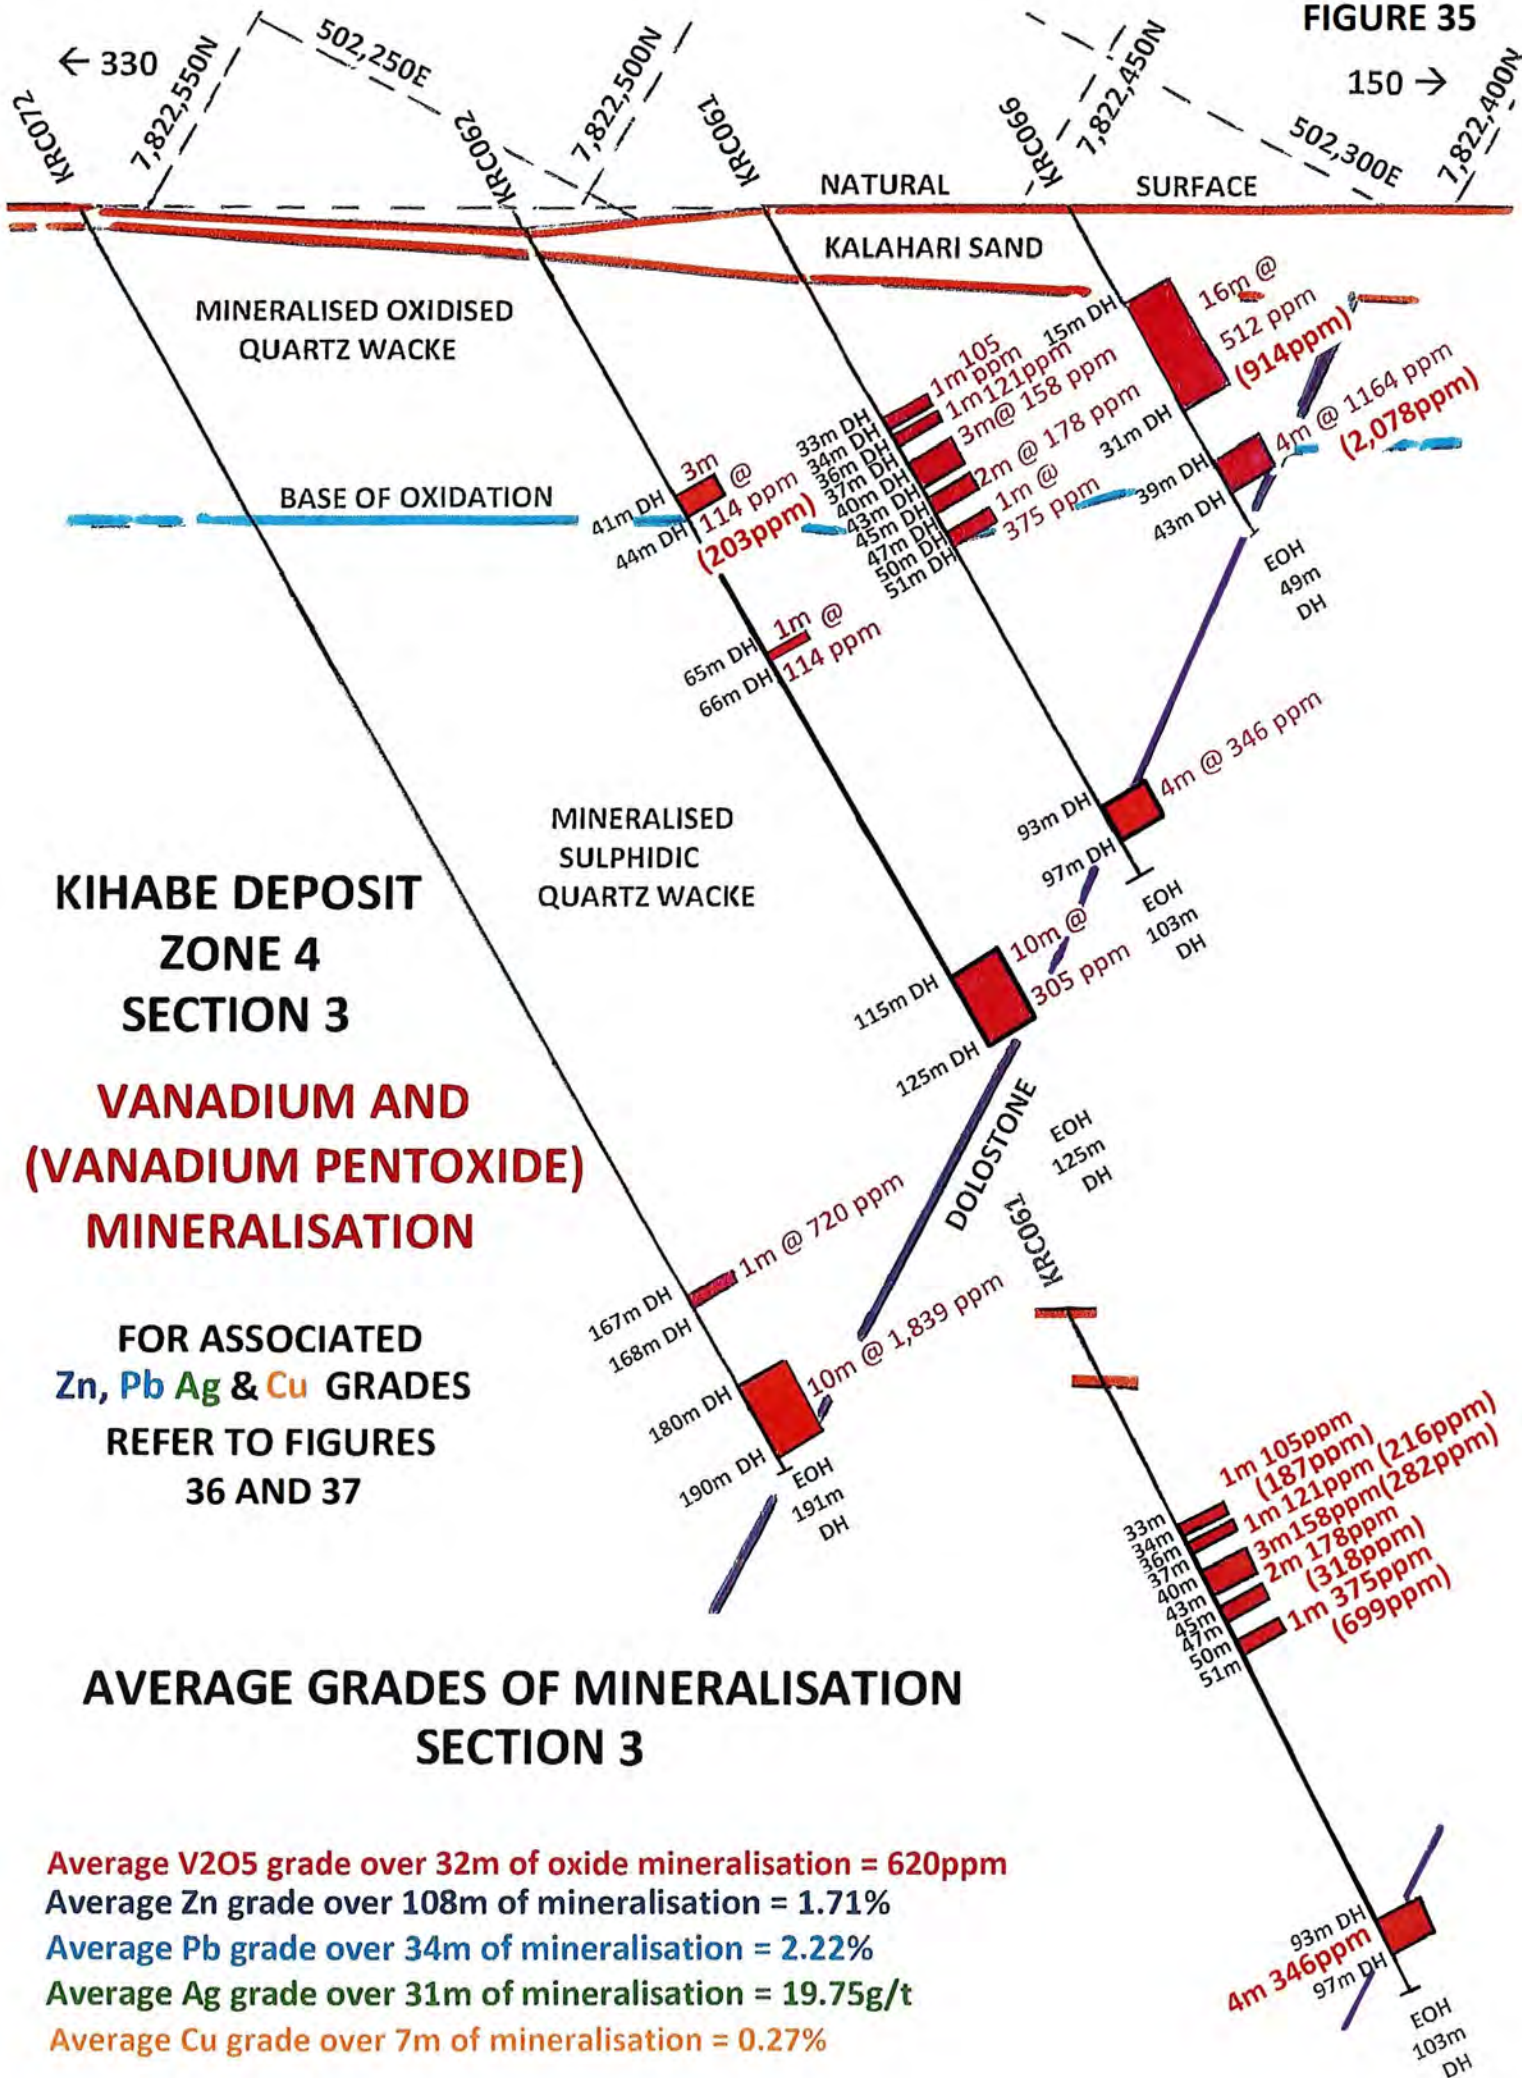 FIGURE 35
← 330
150 →
KRC072
7,822,550N
502,250E
KRC062
7,822,500N
KRC061
KRC066
7,822,450N
502,300E
7,822,400N
NATURAL SURFACE
KALAHARI SAND
MINERALISED OXIDISED
QUARTZ WACKE
BASE OF OXIDATION
15m DH
16m @
512 ppm
(914ppm)
31m DH
39m DH
4m @ 1164 ppm
(2,078ppm)
43m DH
EOH
49m
DH
1m 105
ppm
1m 121ppm
3m@ 158 ppm
2m @ 178 ppm
1m @
375 ppm
33m DH
34m DH
36m DH
37m DH
40m DH
43m DH
45m DH
47m DH
50m DH
51m DH
41m DH
44m DH
3m @
114 ppm
(203ppm)
65m DH
66m DH
1m @
114 ppm
93m DH
97m DH
4m @ 346 ppm
EOH
103m
DH
MINERALISED
SULPHIDIC
QUARTZ WACKE
115m DH
125m DH
10m @
305 ppm
EOH
125m
DH
DOLOSTONE
KIHABE DEPOSIT
ZONE 4
SECTION 3
VANADIUM AND
(VANADIUM PENTOXIDE)
MINERALISATION
FOR ASSOCIATED
Zn, Pb Ag & Cu GRADES
REFER TO FIGURES
36 AND 37
167m DH
168m DH
1m @ 720 ppm
180m DH
190m DH
10m @ 1,839 ppm
EOH
191m
DH
KRC061
1m 105ppm
(187ppm)
1m 121ppm (216ppm)
3m158ppm(282ppm)
2m 178ppm
(318ppm)
1m 375ppm
(699ppm)
33m
34m
36m
37m
40m
43m
45m
47m
50m
51m
93m DH
4m 346ppm
97m DH
EOH
103m
DH
AVERAGE GRADES OF MINERALISATION
SECTION 3
Average V2O5 grade over 32m of oxide mineralisation = 620ppm
Average Zn grade over 108m of mineralisation = 1.71%
Average Pb grade over 34m of mineralisation = 2.22%
Average Ag grade over 31m of mineralisation = 19.75g/t
Average Cu grade over 7m of mineralisation = 0.27%